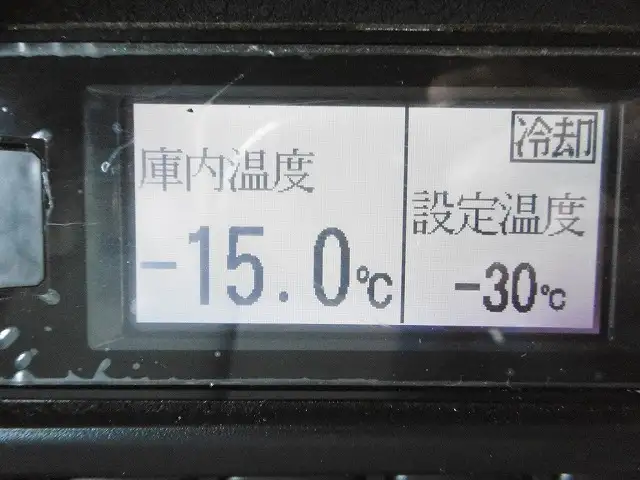 庫内温度
-15.0℃
冷却
設定温度
-30℃